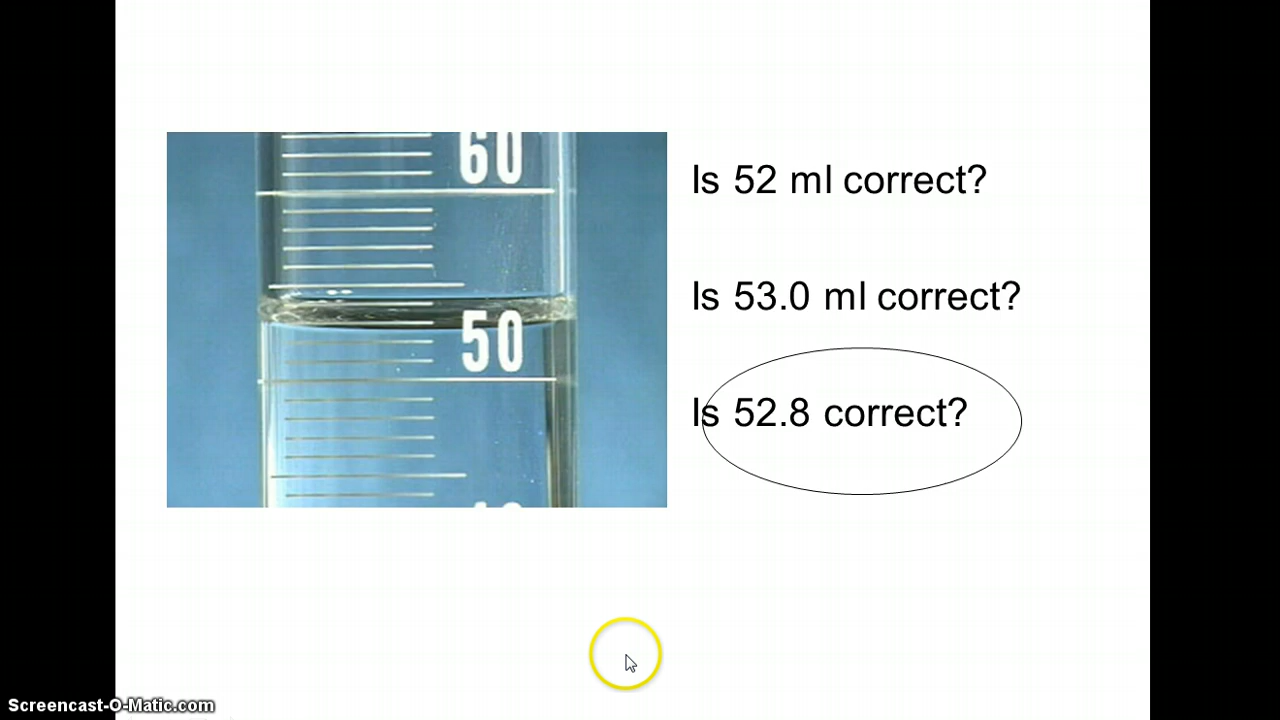 60
Is 52 ml correct?
Is 53.0 ml correct?
50
Is 52.8 correct?
Screencast-O-Matic.com